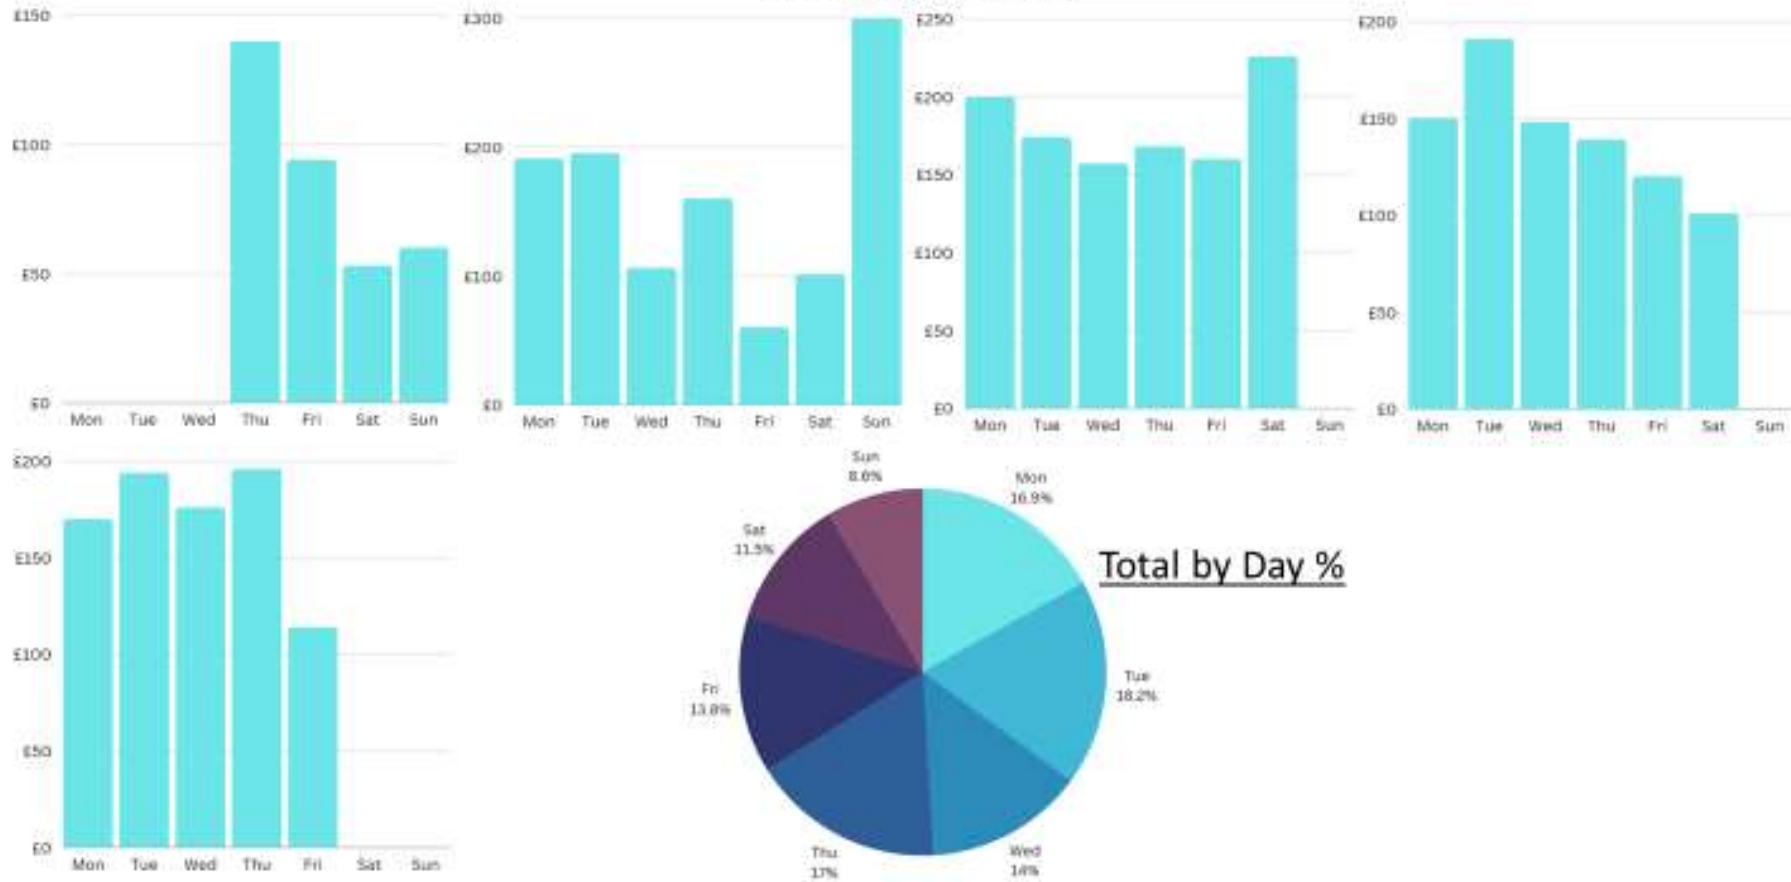 £150
£100
£50
£0
Mon Tue Wed Thu Fri Sat Sun
£300
£200
£100
£0
Mon Tue Wed Thu Fri Sat Sun
£250
£200
£150
£100
£50
£0
Mon Tue Wed Thu Fri Sat Sun
£200
£150
£100
£50
£0
Mon Tue Wed Thu Fri Sat Sun
£200
£150
£100
£50
£0
Mon Tue Wed Thu Fri Sat Sun
Sun
8.6%
Mon
16.9%
Sat
11.5%
Total by Day %
Fri
13.8%
Tue
18.2%
Thu
17%
Wed
14%